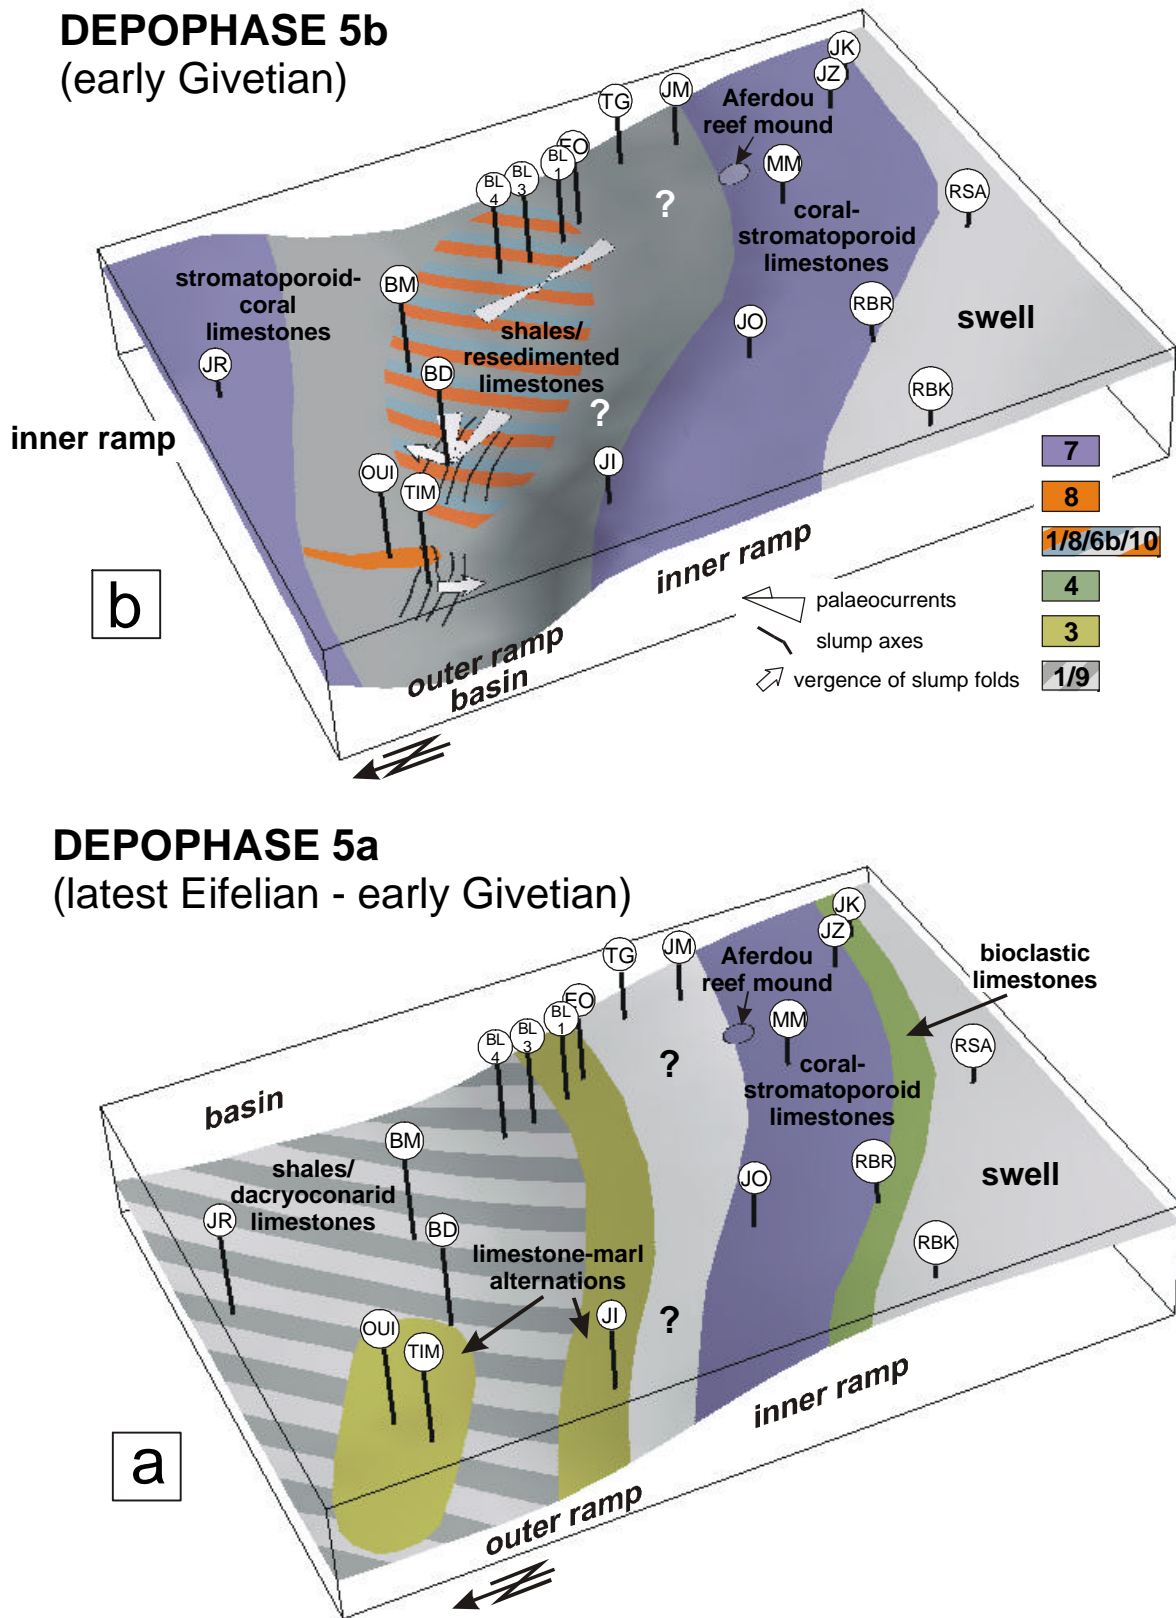 DEPOPHASE 5b
(early Givetian)
JK
JZ
JM
TG
Aferdou
reef mound
EO
BL
1
BL
3
BL
4
MM
RSA
?
coral-
stromatoporoid
limestones
stromatoporoid-
coral
limestones
BM
RBR
JO
swell
shales/
resedimented
limestones
JR
BD
RBK
?
inner ramp
OUI
TIM
JI
7
8
1/8/6b/10
4
3
1/9
inner ramp
palaeocurrents
slump axes
vergence of slump folds
b
outer ramp
basin
N
DEPOPHASE 5a
(latest Eifelian - early Givetian)
JK
JZ
JM
TG
Aferdou
reef mound
bioclastic
limestones
EO
BL
1
BL
3
BL
4
MM
RSA
?
coral-
stromatoporoid
limestones
basin
BM
shales/
dacryoconarid
limestones
RBR
JO
swell
JR
BD
RBK
limestone-marl
alternations
OUI
TIM
JI
?
inner ramp
a
outer ramp
N